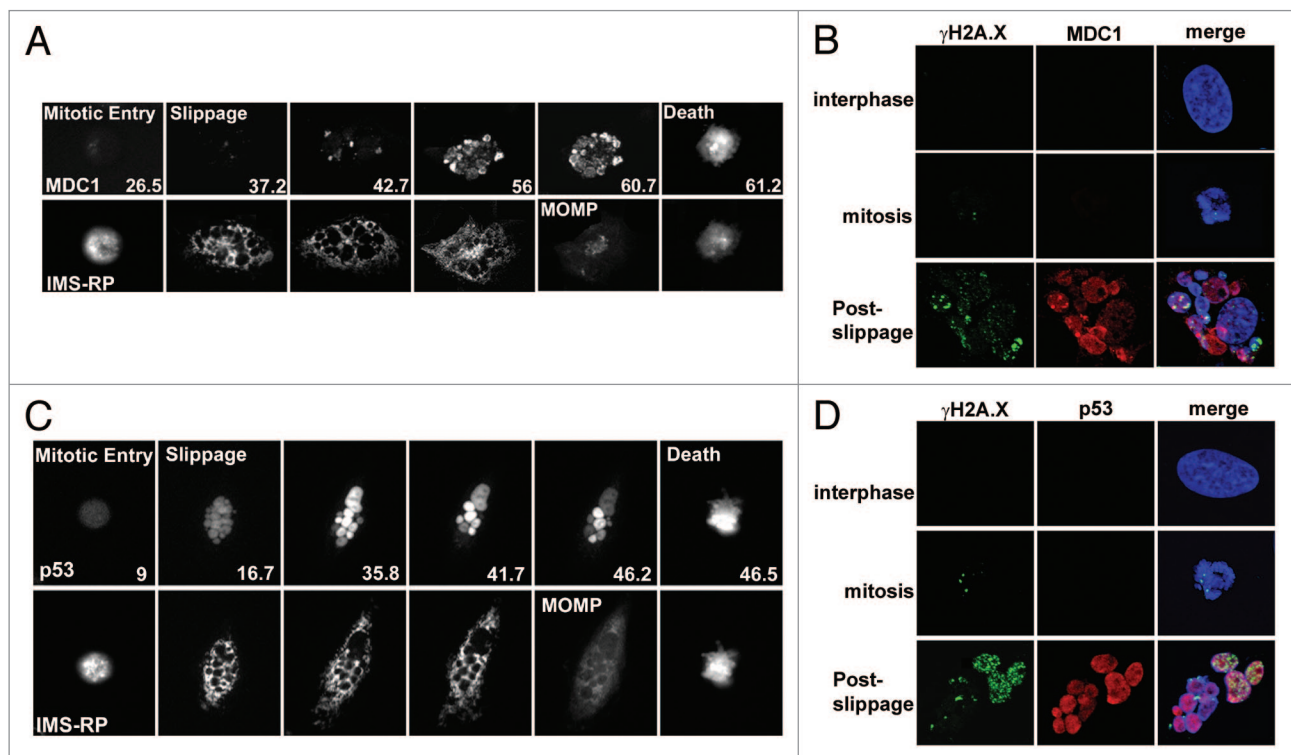 A
Mitotic Entry Slippage Death
MDC1 26.5 37.2 42.7 56 60.7 61.2
MOMP
IMS-RP
B
γH2A.X MDC1 merge
interphase
mitosis
Post-
slippage
C
Mitotic Entry Slippage Death
p53 9 16.7 35.8 41.7 46.2 46.5
MOMP
IMS-RP
D
γH2A.X p53 merge
interphase
mitosis
Post-
slippage